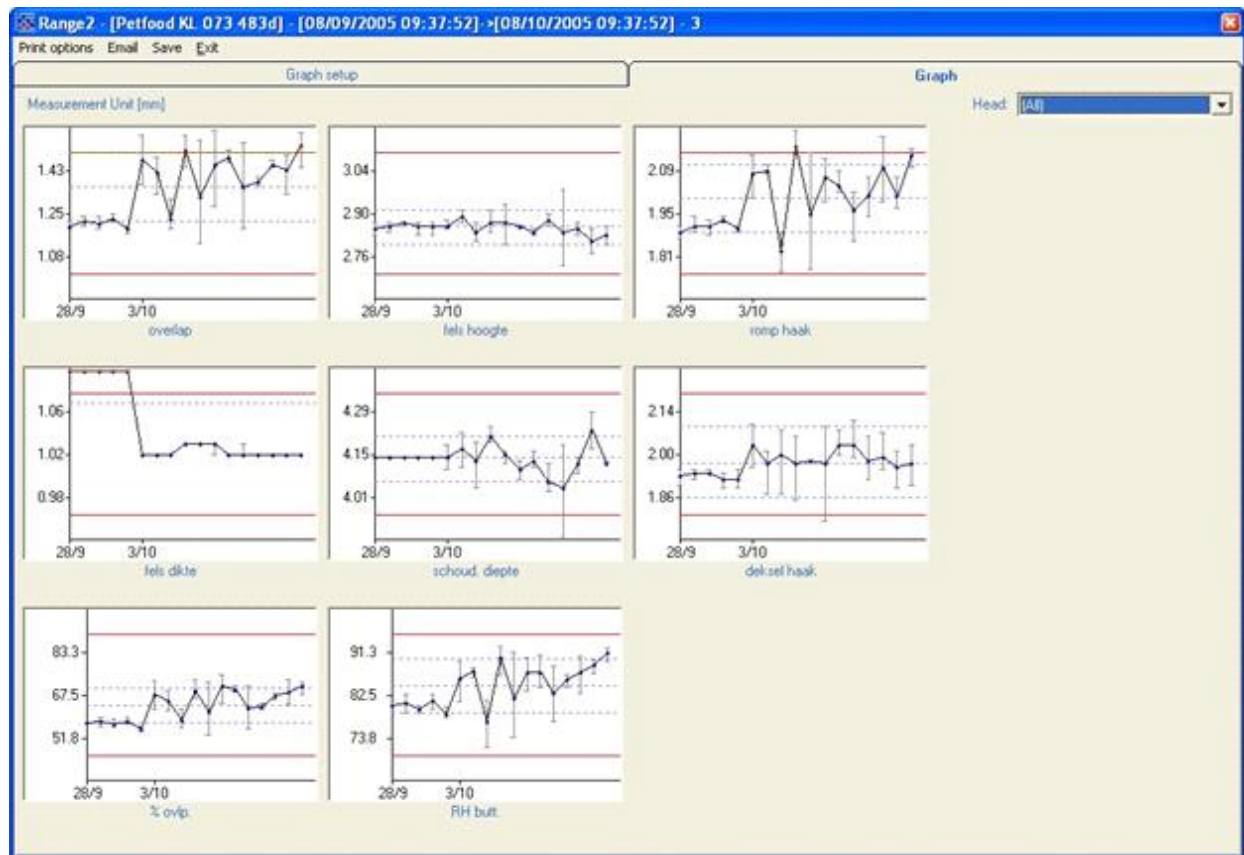 Range2 - [Petfood KL 073 483d] - [08/09/2005 09:37:52]->[08/10/2005 09:37:52] - 3
Print options Email Save Exit
Graph setup Graph
Measurement Unit [mm] Head [All]
1.43 3.04 2.09
1.25 2.90 1.95
1.08 2.76 1.81
28/9 3/10 28/9 3/10 28/9 3/10
overlap fels hoogte romp haak
1.06 4.29 2.14
1.02 4.15 2.00
0.98 4.01 1.86
28/9 3/10 28/9 3/10 28/9 3/10
fels dikte schoud. diepte deksel haak
83.3 91.3
67.5 82.5
51.8 73.8
28/9 3/10 28/9 3/10
% ovlp. RH butt.